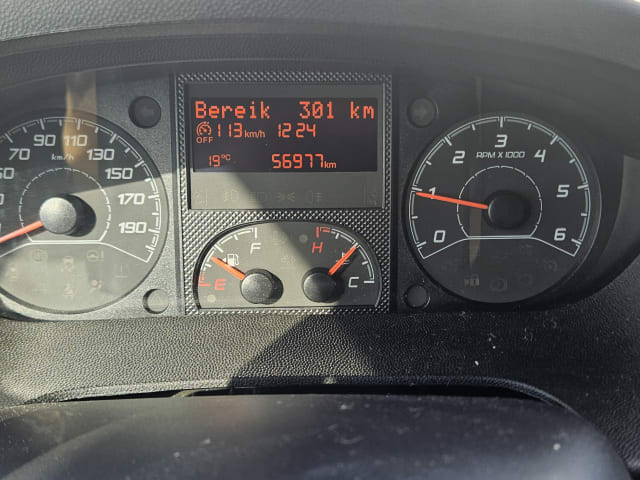 Bereik 301 km
OFF 113 km/h 12:24
19°C 56977 km
70 90 110 130 150 170 190
km/h
F E
H C
0 1 2 3 4 5 6
RPM X 1000